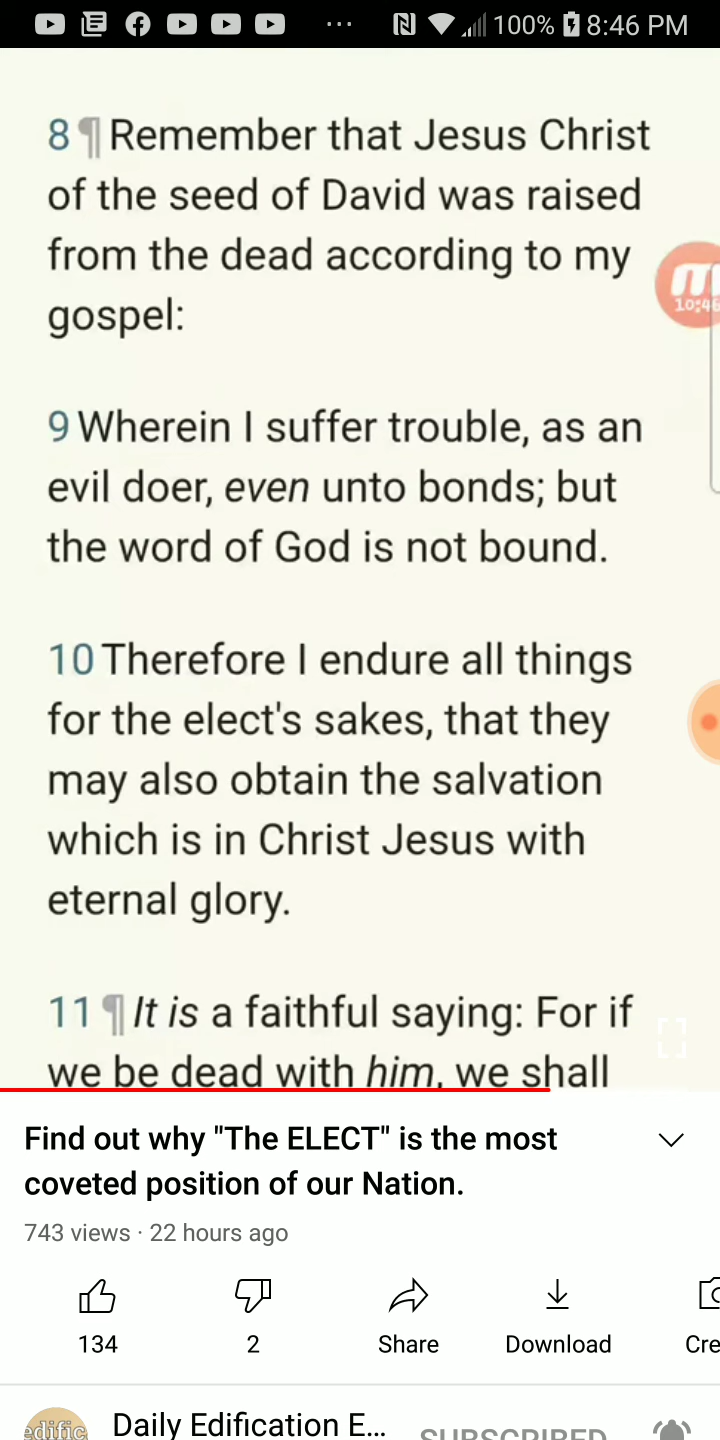 100% 8:46 PM
8 ¶ Remember that Jesus Christ
of the seed of David was raised
from the dead according to my
gospel:
10:46
9 Wherein I suffer trouble, as an
evil doer, even unto bonds; but
the word of God is not bound.
10 Therefore I endure all things
for the elect's sakes, that they
may also obtain the salvation
which is in Christ Jesus with
eternal glory.
11 ¶ It is a faithful saying: For if
we be dead with him, we shall
Find out why "The ELECT" is the most
coveted position of our Nation.
743 views · 22 hours ago
134 2 Share Download Cre
edific
Daily Edification E... SUBSCRIBED